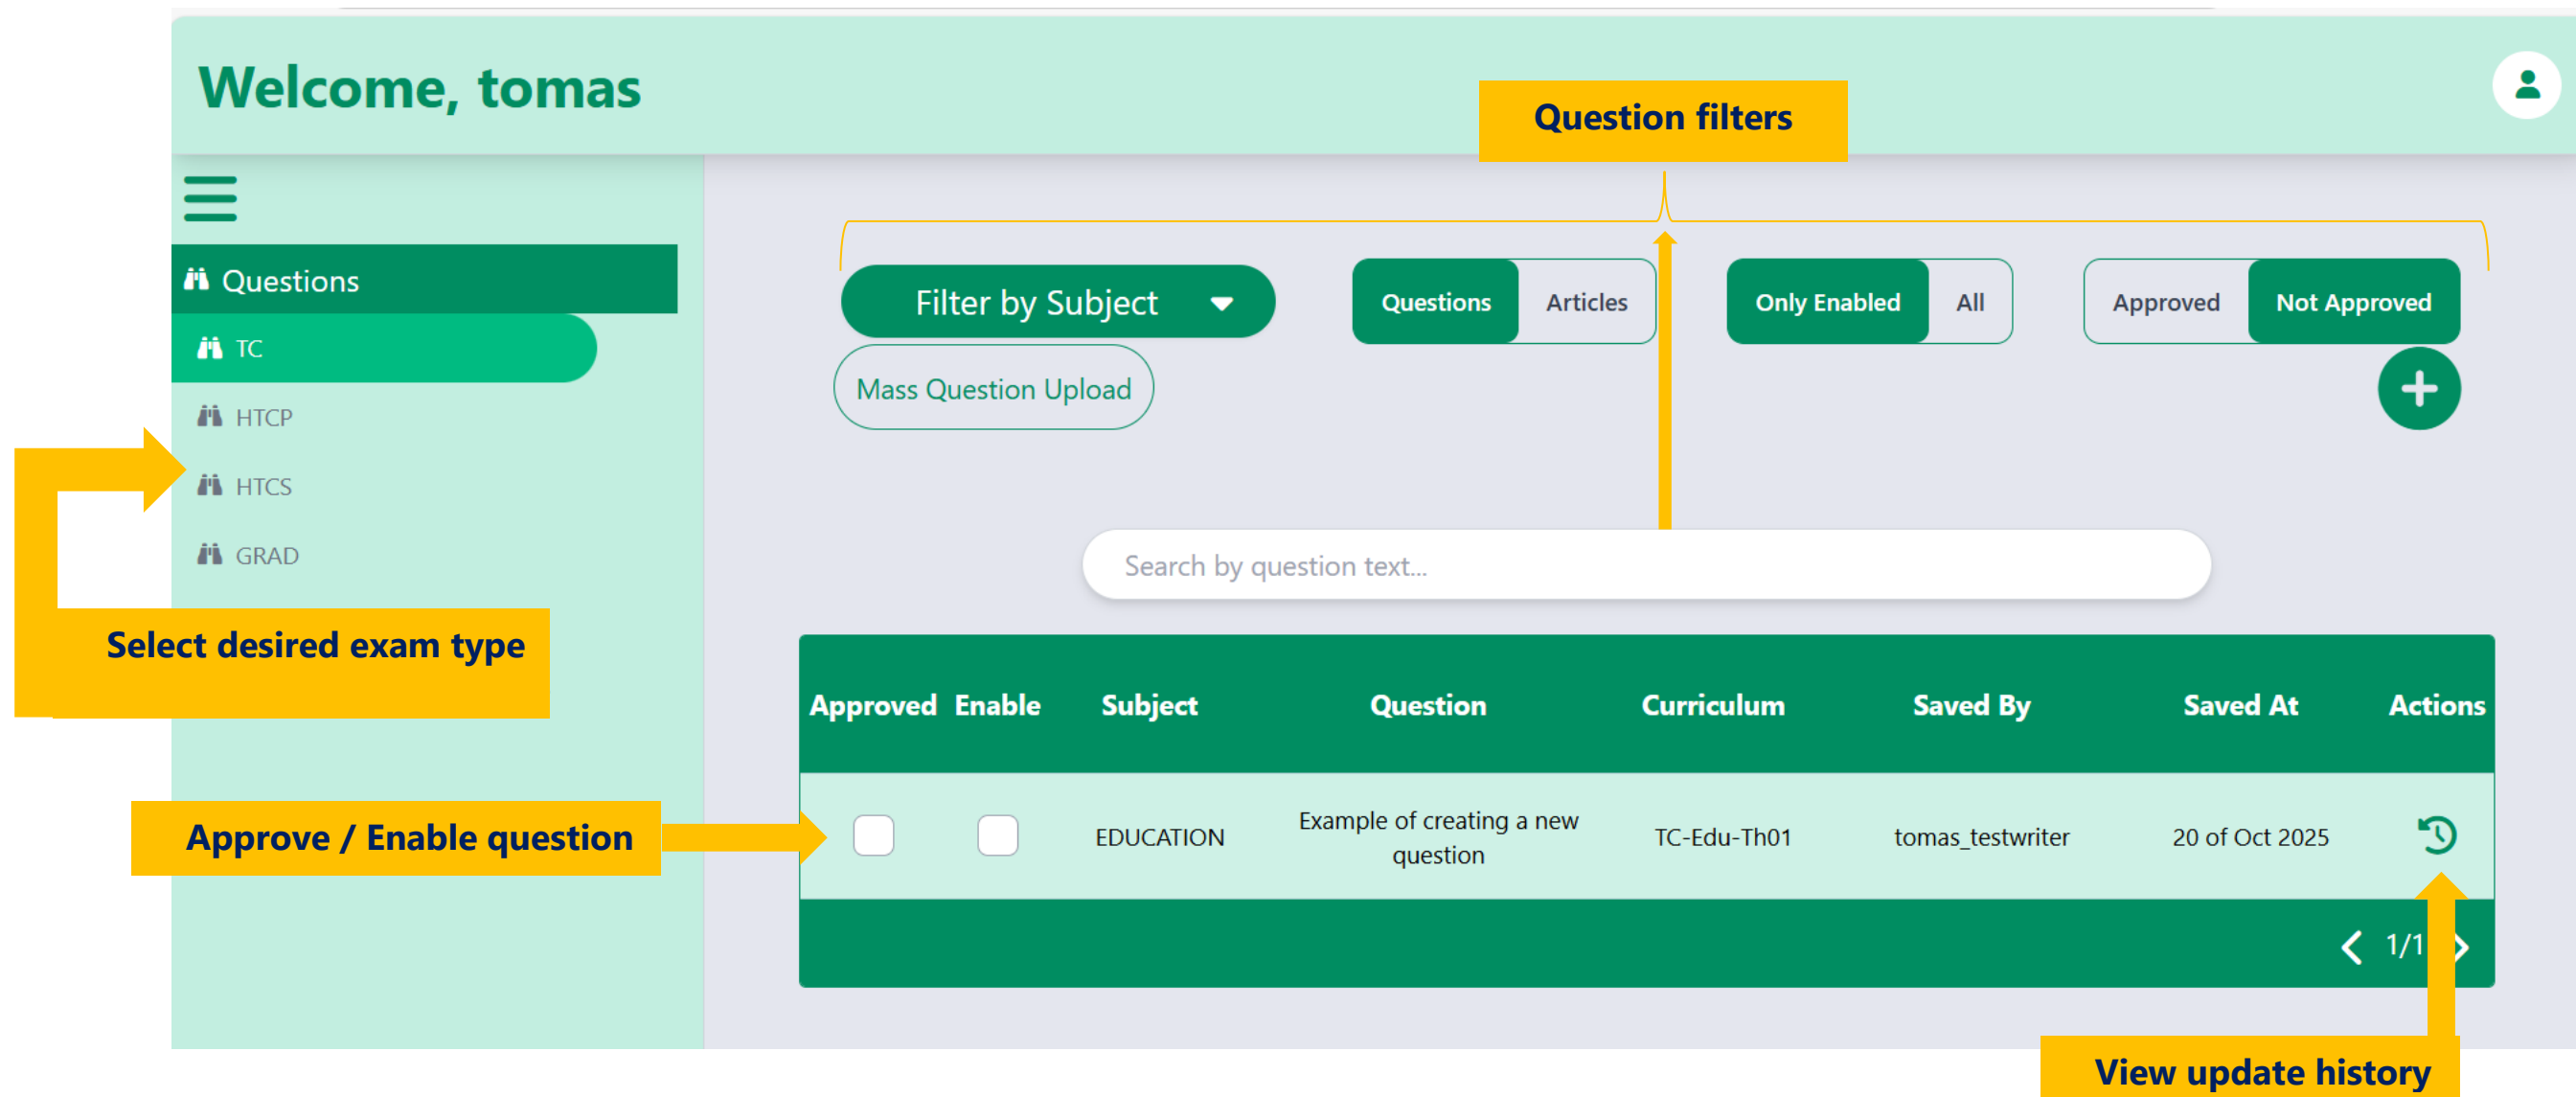 Welcome, tomas
Question filters
Questions
TC
HTCP
HTCS
GRAD
Select desired exam type
Approve / Enable question
Filter by Subject
Questions Articles
Only Enabled All
Approved Not Approved
Mass Question Upload
Search by question text...
Approved Enable Subject Question Curriculum Saved By Saved At Actions
EDUCATION
Example of creating a new
question
TC-Edu-Th01
tomas_testwriter
20 of Oct 2025
1/1
View update history